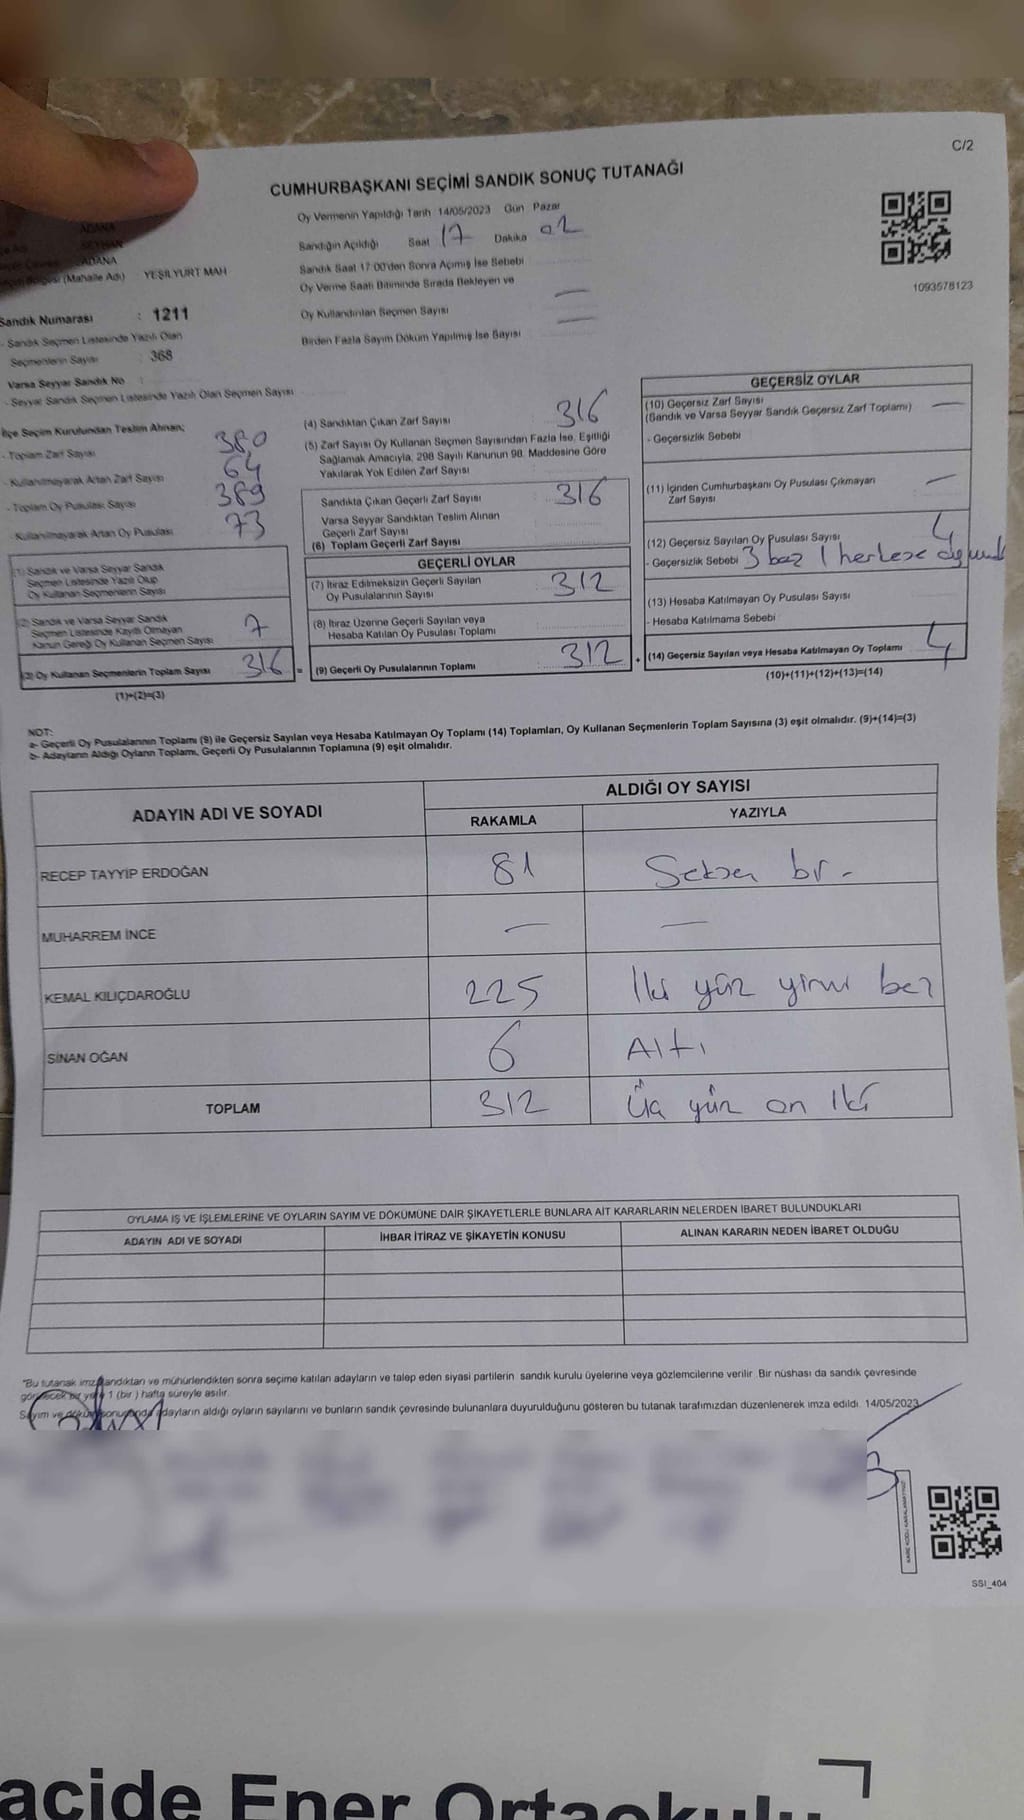 C/2
CUMHURBAŞKANI SEÇİMİ SANDIK SONUÇ TUTANAĞI
ADANA
SEYHAN
ADANA
(Mahalle Adı) YEŞİLYURT MAH
Sandık Numarası : 1211
- Sandık Seçmen Listesinde Yazılı Olan
Seçmenlerin Sayısı : 368
Varsa Seyyar Sandık No :
- Seyyar Sandık Seçmen Listesinde Yazılı Olan Seçmen Sayısı
Oy Vermenin Yapıldığı Tarih 14/05/2023 Gün Pazar
Sandığın Açıldığı Saat 17 Dakika 02
Sandık Saat 17:00'den Sonra Açımış İse Sebebi
Oy Verme Saati Bitiminde Sırada Bekleyen ve
Oy Kullandırılan Seçmen Sayısı —
Birden Fazla Sayım Döküm Yapılmış İse Sayısı —
1093578123
İlçe Seçim Kurulundan Teslim Alınan;
- Toplam Zarf Sayısı 380
- Kullanılmayarak Artan Zarf Sayısı 64
- Toplam Oy Pusulası Sayısı 389
- Kullanılmayarak Artan Oy Pusulası 73
(1) Sandık ve Varsa Seyyar Sandık
Seçmen Listesinde Yazılı Olup
Oy Kullanan Seçmenlerin Sayısı
(2) Sandık ve Varsa Seyyar Sandık
Seçmen Listesinde Kayıtlı Olmayan
Kanun Gereği Oy Kullanan Seçmen Sayısı 7
(3) Oy Kullanan Seçmenlerin Toplam Sayısı 316 =
(1)+(2)=(3)
(4) Sandıktan Çıkan Zarf Sayısı 316
(5) Zarf Sayısı Oy Kullanan Seçmen Sayısından Fazla İse, Eşitliği
Sağlamak Amacıyla, 298 Sayılı Kanunun 98. Maddesine Göre
Yakılarak Yok Edilen Zarf Sayısı
Sandıkta Çıkan Geçerli Zarf Sayısı 316
Varsa Seyyar Sandıktan Teslim Alınan
Geçerli Zarf Sayısı
(6) Toplam Geçerli Zarf Sayısı
GEÇERLİ OYLAR
(7) İtiraz Edilmeksizin Geçerli Sayılan
Oy Pusulalarının Sayısı 312
(8) İtiraz Üzerine Geçerli Sayılan veya
Hesaba Katılan Oy Pusulası Toplamı
(9) Geçerli Oy Pusulalarının Toplamı 312 +
GEÇERSİZ OYLAR
(10) Geçersiz Zarf Sayısı —
(Sandık ve Varsa Seyyar Sandık Geçersiz Zarf Toplamı)
- Geçersizlik Sebebi
(11) İçinden Cumhurbaşkanı Oy Pusulası Çıkmayan
Zarf Sayısı —
(12) Geçersiz Sayılan Oy Pusulası Sayısı 4
- Geçersizlik Sebebi 3 boş 1 herkese
(13) Hesaba Katılmayan Oy Pusulası Sayısı
- Hesaba Katılmama Sebebi
(14) Geçersiz Sayılan veya Hesaba Katılmayan Oy Toplamı 4
(10)+(11)+(12)+(13)=(14)
NOT:
a- Geçerli Oy Pusulalarının Toplamı (9) ile Geçersiz Sayılan veya Hesaba Katılmayan Oy Toplamı (14) Toplamları, Oy Kullanan Seçmenlerin Toplam Sayısına (3) eşit olmalıdır. (9)+(14)=(3)
b- Adayların Aldığı Oyların Toplamı, Geçerli Oy Pusulalarının Toplamına (9) eşit olmalıdır.
ADAYIN ADI VE SOYADI ALDIĞI OY SAYISI
RAKAMLA YAZIYLA
RECEP TAYYİP ERDOĞAN 81 Seksen bir -
MUHARREM İNCE — —
KEMAL KILIÇDAROĞLU 225 İki yüz yirmi beş
SİNAN OĞAN 6 Altı
TOPLAM 312 Üç yüz on iki
OYLAMA İŞ VE İŞLEMLERİNE VE OYLARIN SAYIM VE DÖKÜMÜNE DAİR ŞİKAYETLERLE BUNLARA AİT KARARLARIN NELERDEN İBARET BULUNDUKLARI
ADAYIN ADI VE SOYADI İHBAR İTİRAZ VE ŞİKAYETİN KONUSU ALINAN KARARIN NEDEN İBARET OLDUĞU
"Bu tutanak imzalandıktan ve mühürlendikten sonra seçime katılan adayların ve talep eden siyasi partilerin sandık kurulu üyelerine veya gözlemcilerine verilir. Bir nüshası da sandık çevresinde
görülecek bir yere 1 (bir ) hafta süreyle asılır.
Sayım ve döküm sonucunda adayların aldığı oyların sayılarını ve bunların sandık çevresinde bulunanlara duyurulduğunu gösteren bu tutanak tarafımızdan düzenlenerek imza edildi. 14/05/2023
SSI_404
acide Ener Ortaokulu